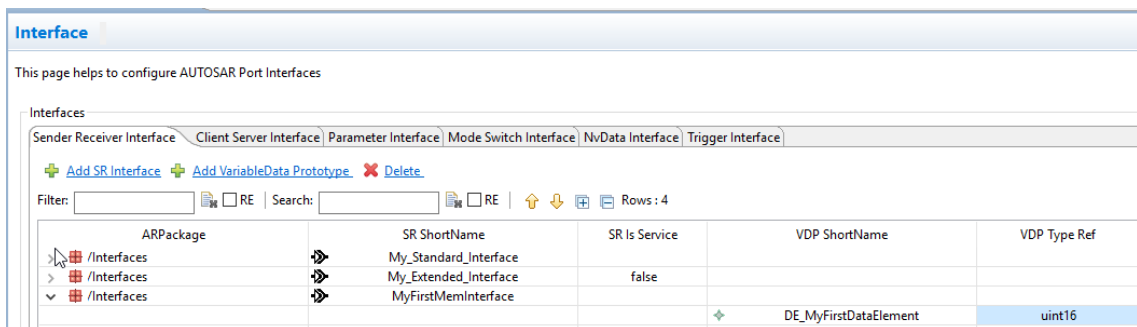 Interface
This page helps to configure AUTOSAR Port Interfaces
Interfaces
Sender Receiver Interface Client Server Interface Parameter Interface Mode Switch Interface NvData Interface Trigger Interface
Add SR Interface Add VariableData Prototype Delete
Filter: RE Search: RE Rows : 4
ARPackage SR ShortName SR Is Service VDP ShortName VDP Type Ref
/Interfaces My_Standard_Interface
/Interfaces My_Extended_Interface false
/Interfaces MyFirstMemInterface
DE_MyFirstDataElement uint16